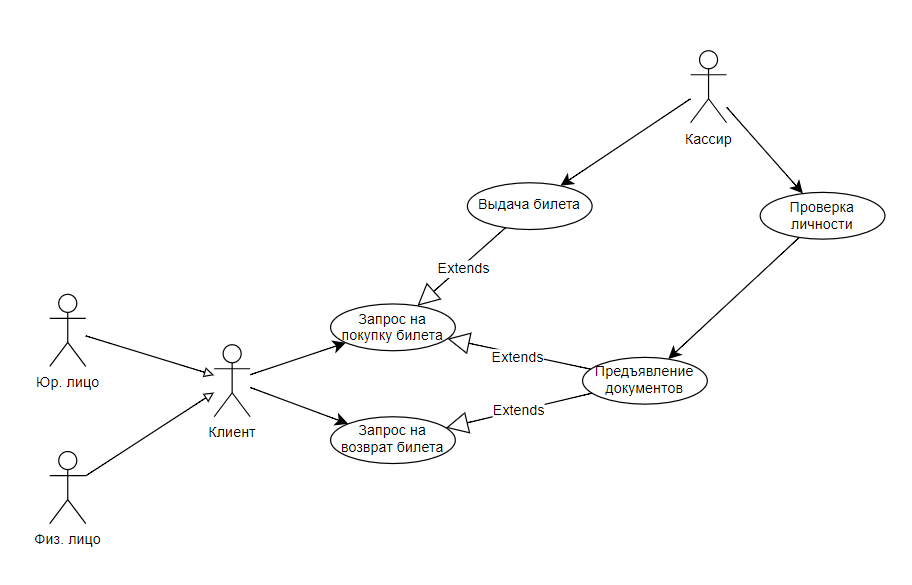 Кассир
Выдача билета
Проверка
личности
Extends
Запрос на
покупку билета
Extends
Предъявление
документов
Юр. лицо
Extends
Клиент
Запрос на
возврат билета
Физ. лицо